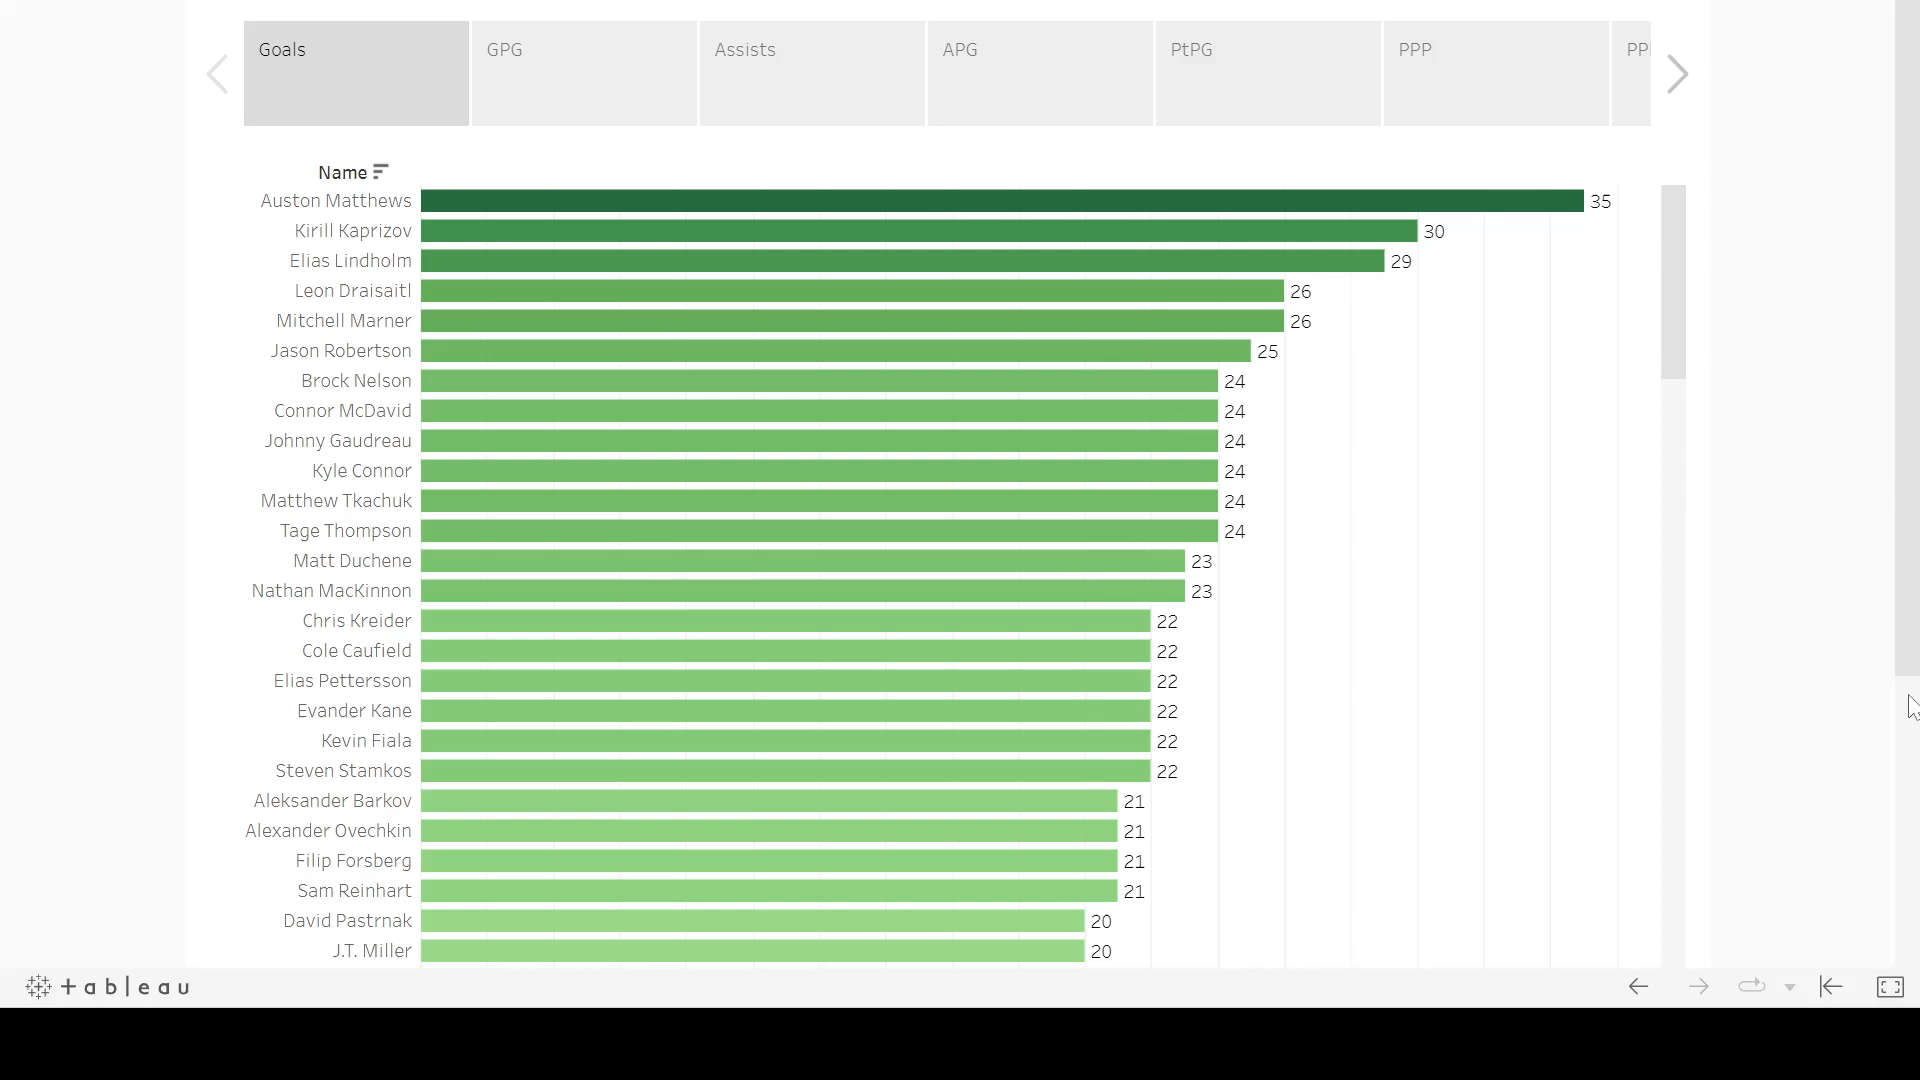 Goals GPG Assists APG PtPG PPP PP
Name
Auston Matthews 35
Kirill Kaprizov 30
Elias Lindholm 29
Leon Draisaitl 26
Mitchell Marner 26
Jason Robertson 25
Brock Nelson 24
Connor McDavid 24
Johnny Gaudreau 24
Kyle Connor 24
Matthew Tkachuk 24
Tage Thompson 24
Matt Duchene 23
Nathan MacKinnon 23
Chris Kreider 22
Cole Caufield 22
Elias Pettersson 22
Evander Kane 22
Kevin Fiala 22
Steven Stamkos 22
Aleksander Barkov 21
Alexander Ovechkin 21
Filip Forsberg 21
Sam Reinhart 21
David Pastrnak 20
J.T. Miller 20
+ableau